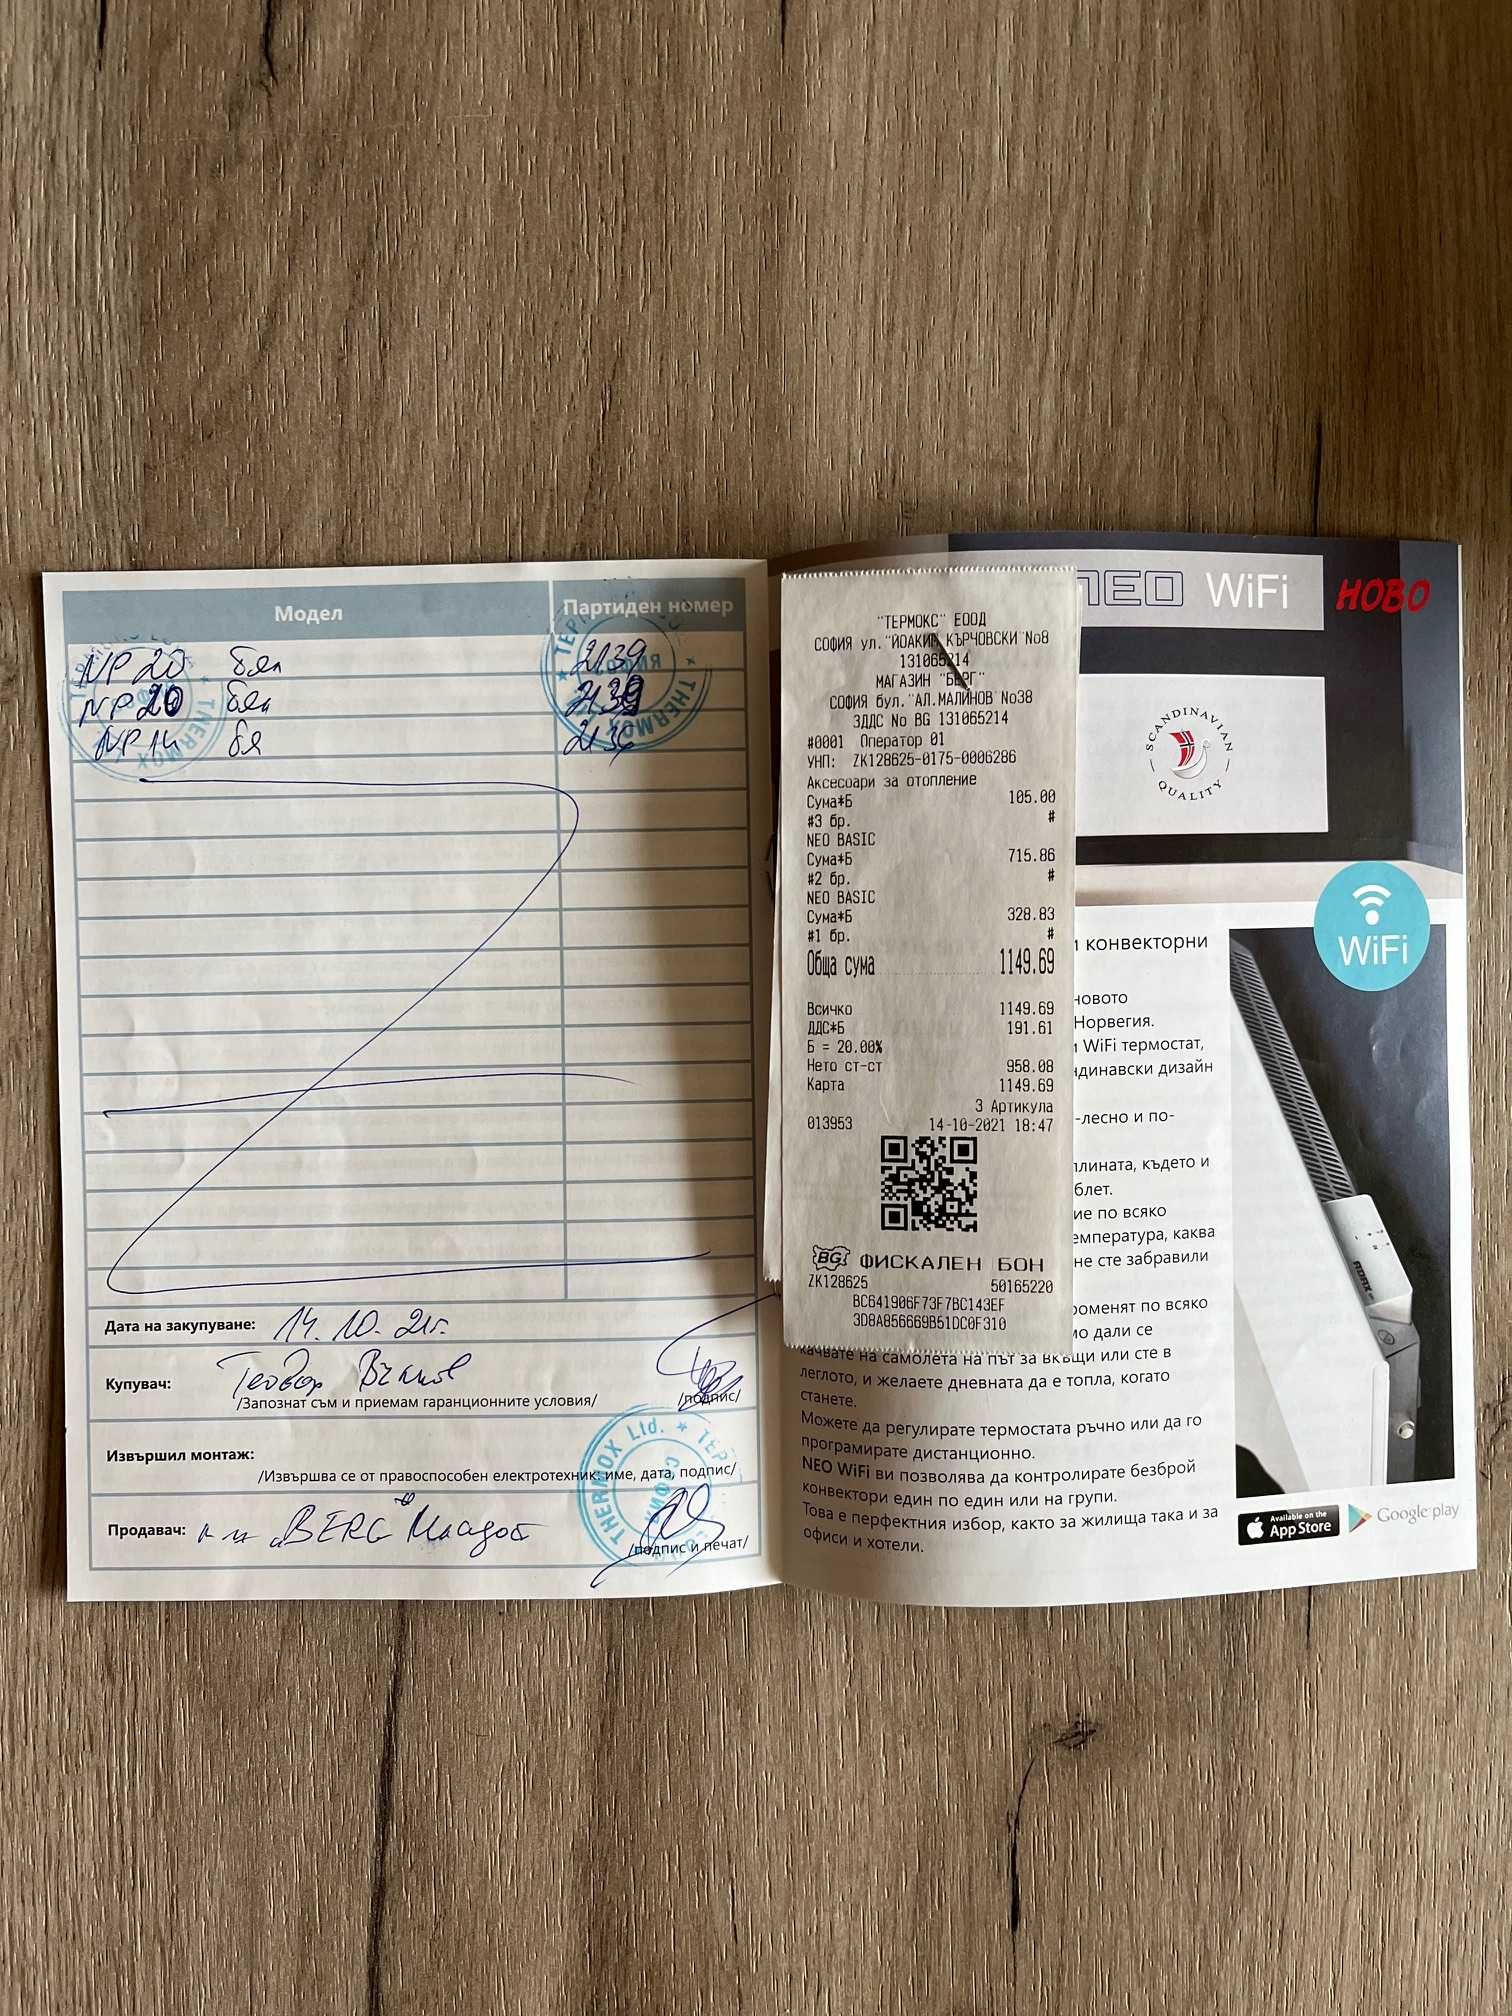 Модел
Партиден номер
NP 20 бял 2139
NP 20 бял 2139
NP 14 бя
THERMOX
THERMOX
Дата на закупуване: 14.10.21г.
Купувач: Теодор
/Запознат съм и приемам гаранционните условия/
/подпис/
Извършил монтаж:
/Извършва се от правоспособен електротехник: име, дата, подпис/
THERMOX Ltd.
Продавач: к-м "BERG" Младост
/подпис и печат/
"ТЕРМОКС" ЕООД
СОФИЯ ул."ЙОАКИМ КЪРЧОВСКИ"No8
131065214
МАГАЗИН "БЕРГ"
СОФИЯ бул."АЛ.МАЛИНОВ"No38
ЗДДС No BG 131065214
#0001 Оператор 01
УНП: ZK128625-0175-0006286
Аксесоари за отопление
Сума*Б 105.00
#3 бр. #
NEO BASIC
Сума*Б 715.86
#2 бр. #
NEO BASIC
Сума*Б 328.83
#1 бр. #
Обща сума 1149.69
Всичко 1149.69
ДДС*Б 191.61
Б = 20.00%
Нето ст-ст 958.08
Карта 1149.69
3 Артикула
013953 14-10-2021 18:47
BG ФИСКАЛЕН БОН
ZK128625 50165220
BC641906F73F7BC143EF
3D8A856669B51DC0F310
NEO WiFi НОВО
SCANDINAVIAN QUALITY
WiFi
и конвекторни
новото
Норвегия.
и WiFi термостат,
-лесно и по-
плината, където и
ие по всяко
емпература, каква
не сте забравили
роменят по всяко
мо дали се
качвате на самолета на път за вкъщи или сте в
леглото, и желаете дневната да е топла, когато
станете.
Можете да регулирате термостата ръчно или да го
програмирате дистанционно.
NEO WiFi ви позволява да контролирате безброй
конвектори един по един или на групи.
Това е перфектния избор, както за жилища така и за
офиси и хотели.
ADAX
Available on the
App Store
Google play